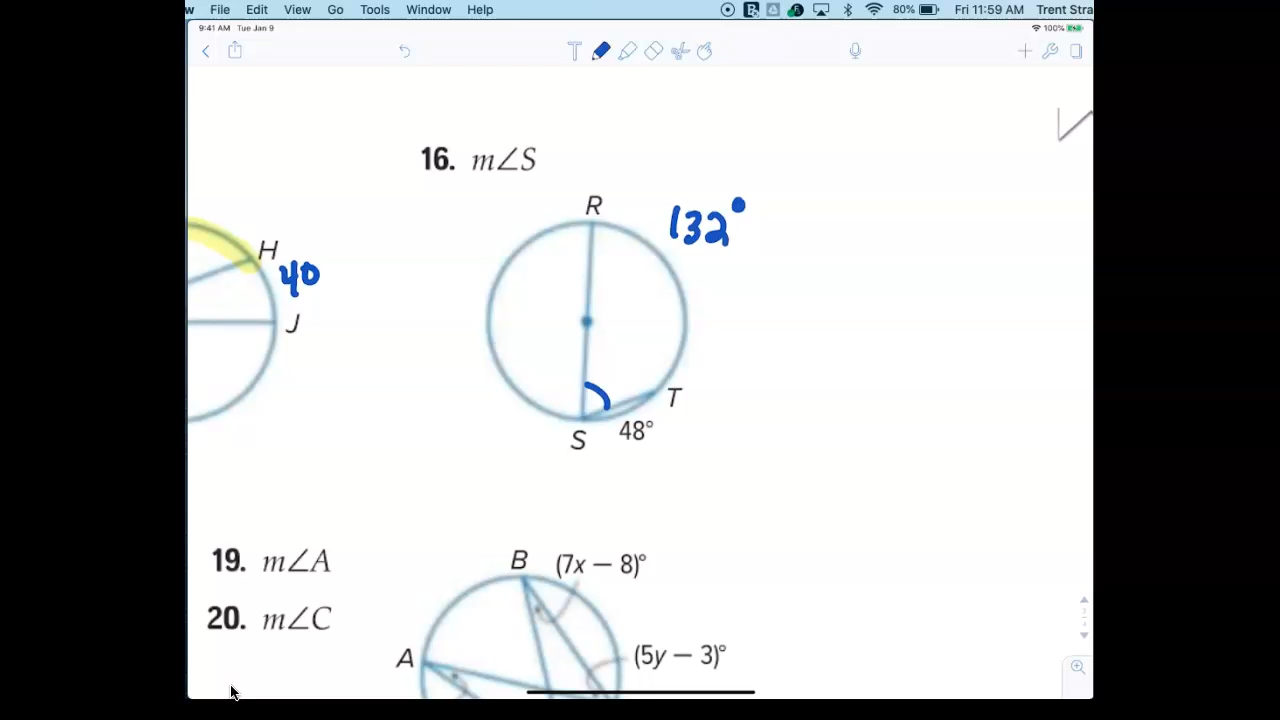 w File Edit View Go Tools Window Help 80% Fri 11:59 AM Trent Stra
9:41 AM Tue Jan 9 100%
16. m∠S
R
132°
H
40
J
T
48°
S
19. m∠A
B (7x − 8)°
20. m∠C
A (5y − 3)°